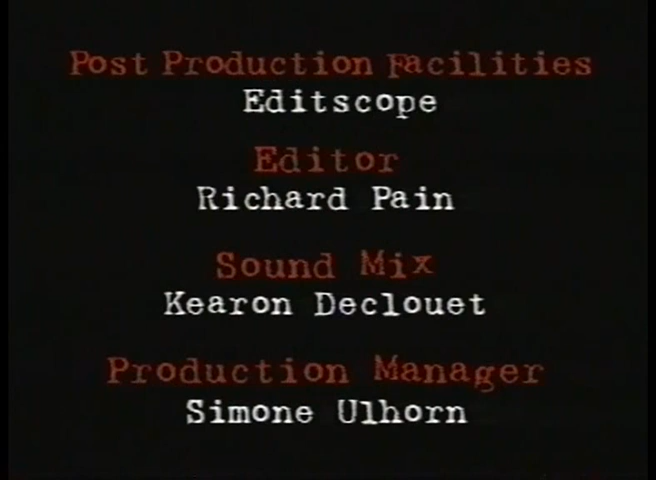 Post Production Facilities
Editscope
Editor
Richard Pain
Sound Mix
Kearon Declouet
Production Manager
Simone Ulhorn